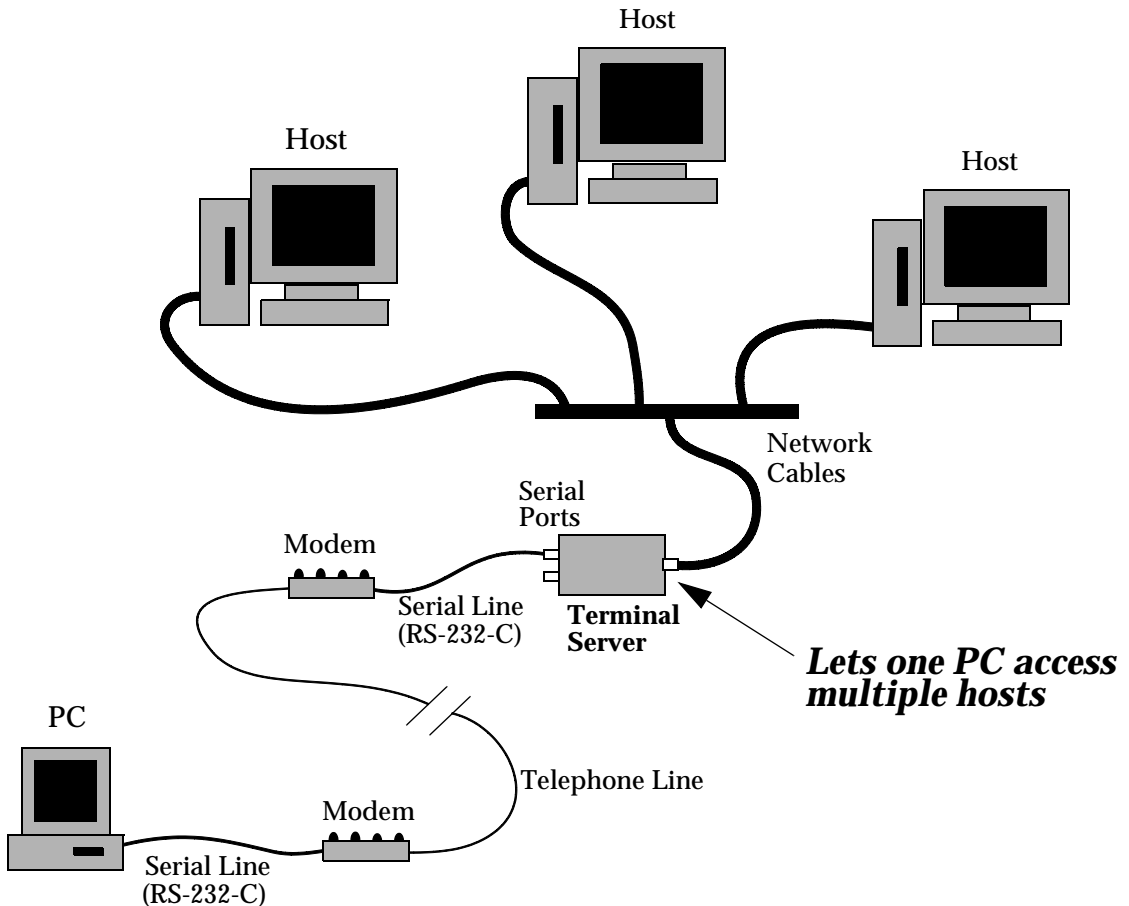 Host
Host
Host
Network
Cables
Serial
Ports
Modem
Serial Line
(RS-232-C)
Terminal
Server
Lets one PC access
multiple hosts
PC
Telephone Line
Modem
Serial Line
(RS-232-C)